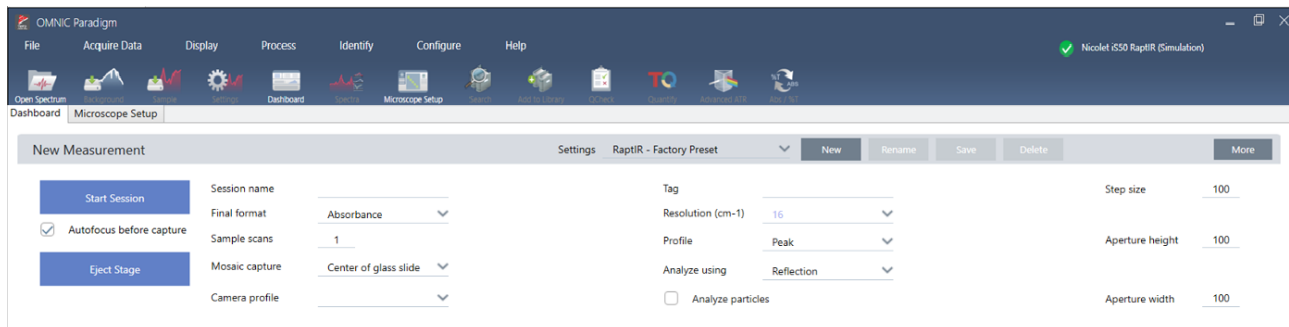 OMNIC Paradigm
File Acquire Data Display Process Identify Configure Help
Nicolet iS50 RaptIR (Simulation)
Open Spectrum Background Sample Settings Dashboard Spectra Microscope Setup Search Add to Library QCheck TQ Quantify Advanced ATR %T ABS Abs / %T
Dashboard Microscope Setup
New Measurement Settings RaptIR - Factory Preset New Rename Save Delete More
Start Session Session name Tag Step size 100
Final format Absorbance Resolution (cm-1) 16
Autofocus before capture Sample scans 1 Profile Peak Aperture height 100
Eject Stage Mosaic capture Center of glass slide Analyze using Reflection
Camera profile Analyze particles Aperture width 100